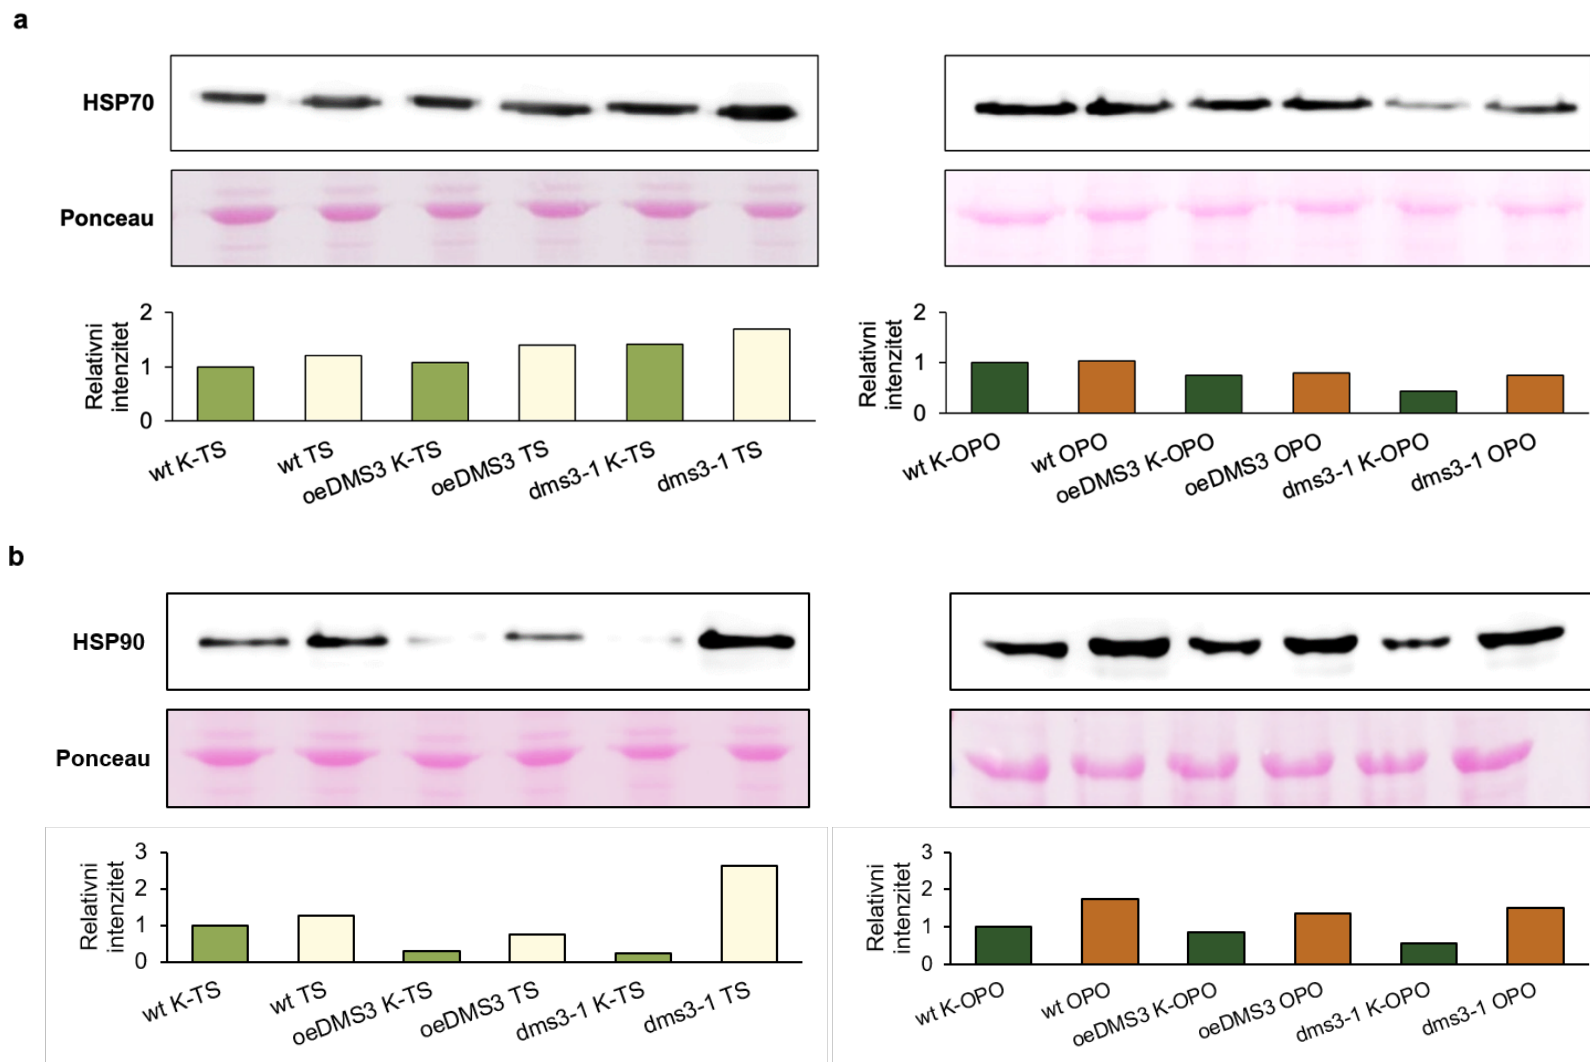 a
HSP70
Ponceau
Relativni
intenzitet
2
1
0
wt K-TS
wt TS
oeDMS3 K-TS
oeDMS3 TS
dms3-1 K-TS
dms3-1 TS
Relativni
intenzitet
2
1
0
wt K-OPO
wt OPO
oeDMS3 K-OPO
oeDMS3 OPO
dms3-1 K-OPO
dms3-1 OPO
b
HSP90
Ponceau
Relativni
intenzitet
3
2
1
0
wt K-TS
wt TS
oeDMS3 K-TS
oeDMS3 TS
dms3-1 K-TS
dms3-1 TS
Relativni
intenzitet
3
2
1
0
wt K-OPO
wt OPO
oeDMS3 K-OPO
oeDMS3 OPO
dms3-1 K-OPO
dms3-1 OPO